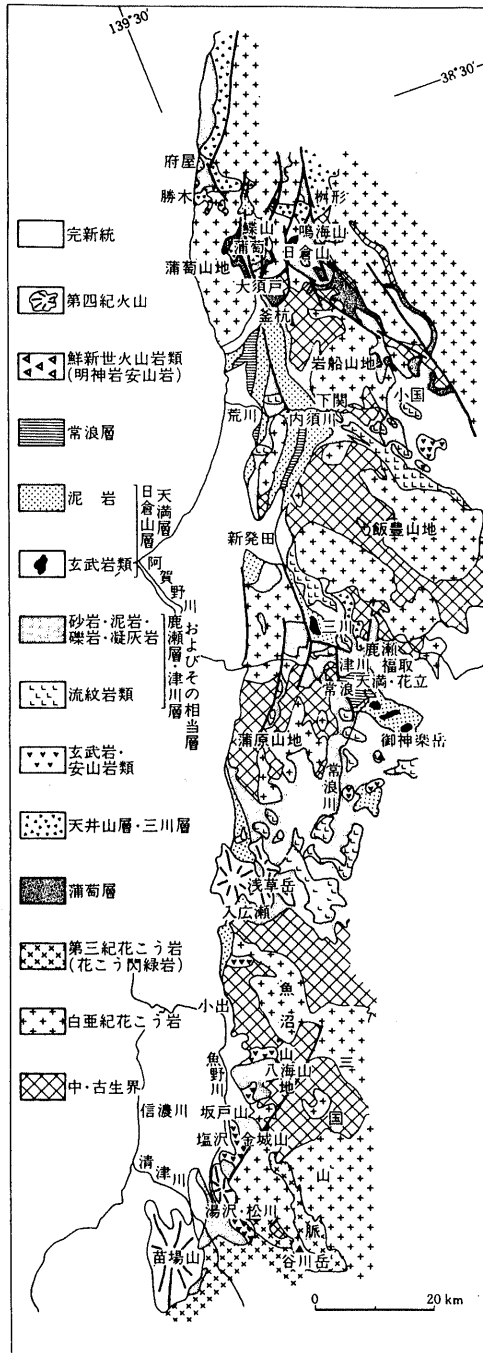 139°30′
38°30′
完新統
第四紀火山
鮮新世火山岩類
(明神岩安山岩)
常浪層
泥岩
玄武岩類
天満層
日倉山層
砂岩・泥岩・
礫岩・凝灰岩
流紋岩類
鹿瀬層・津川層
およびその相当層
玄武岩・
安山岩類
天井山層・三川層
蒲萄層
第三紀花こう岩
(花こう閃緑岩)
白亜紀花こう岩
中・古生界
府屋
勝木
桝形
鰈山
鳴海山
蒲萄
日倉山
蒲萄山地
大須戸
釜杭
岩船山地
小国
下関
荒川
内須川
飯豊山地
新発田
阿賀野川
三川
鹿瀬
津川
福取
常浪
天満・花立
御神楽岳
蒲原山地
常浪川
浅草岳
入広瀬
小出
魚沼山地
八海山
魚野川
信濃川
坂戸山
塩沢
金城山
三国山脈
清津川
湯沢
松川
苗場山
谷川岳
0 20 km